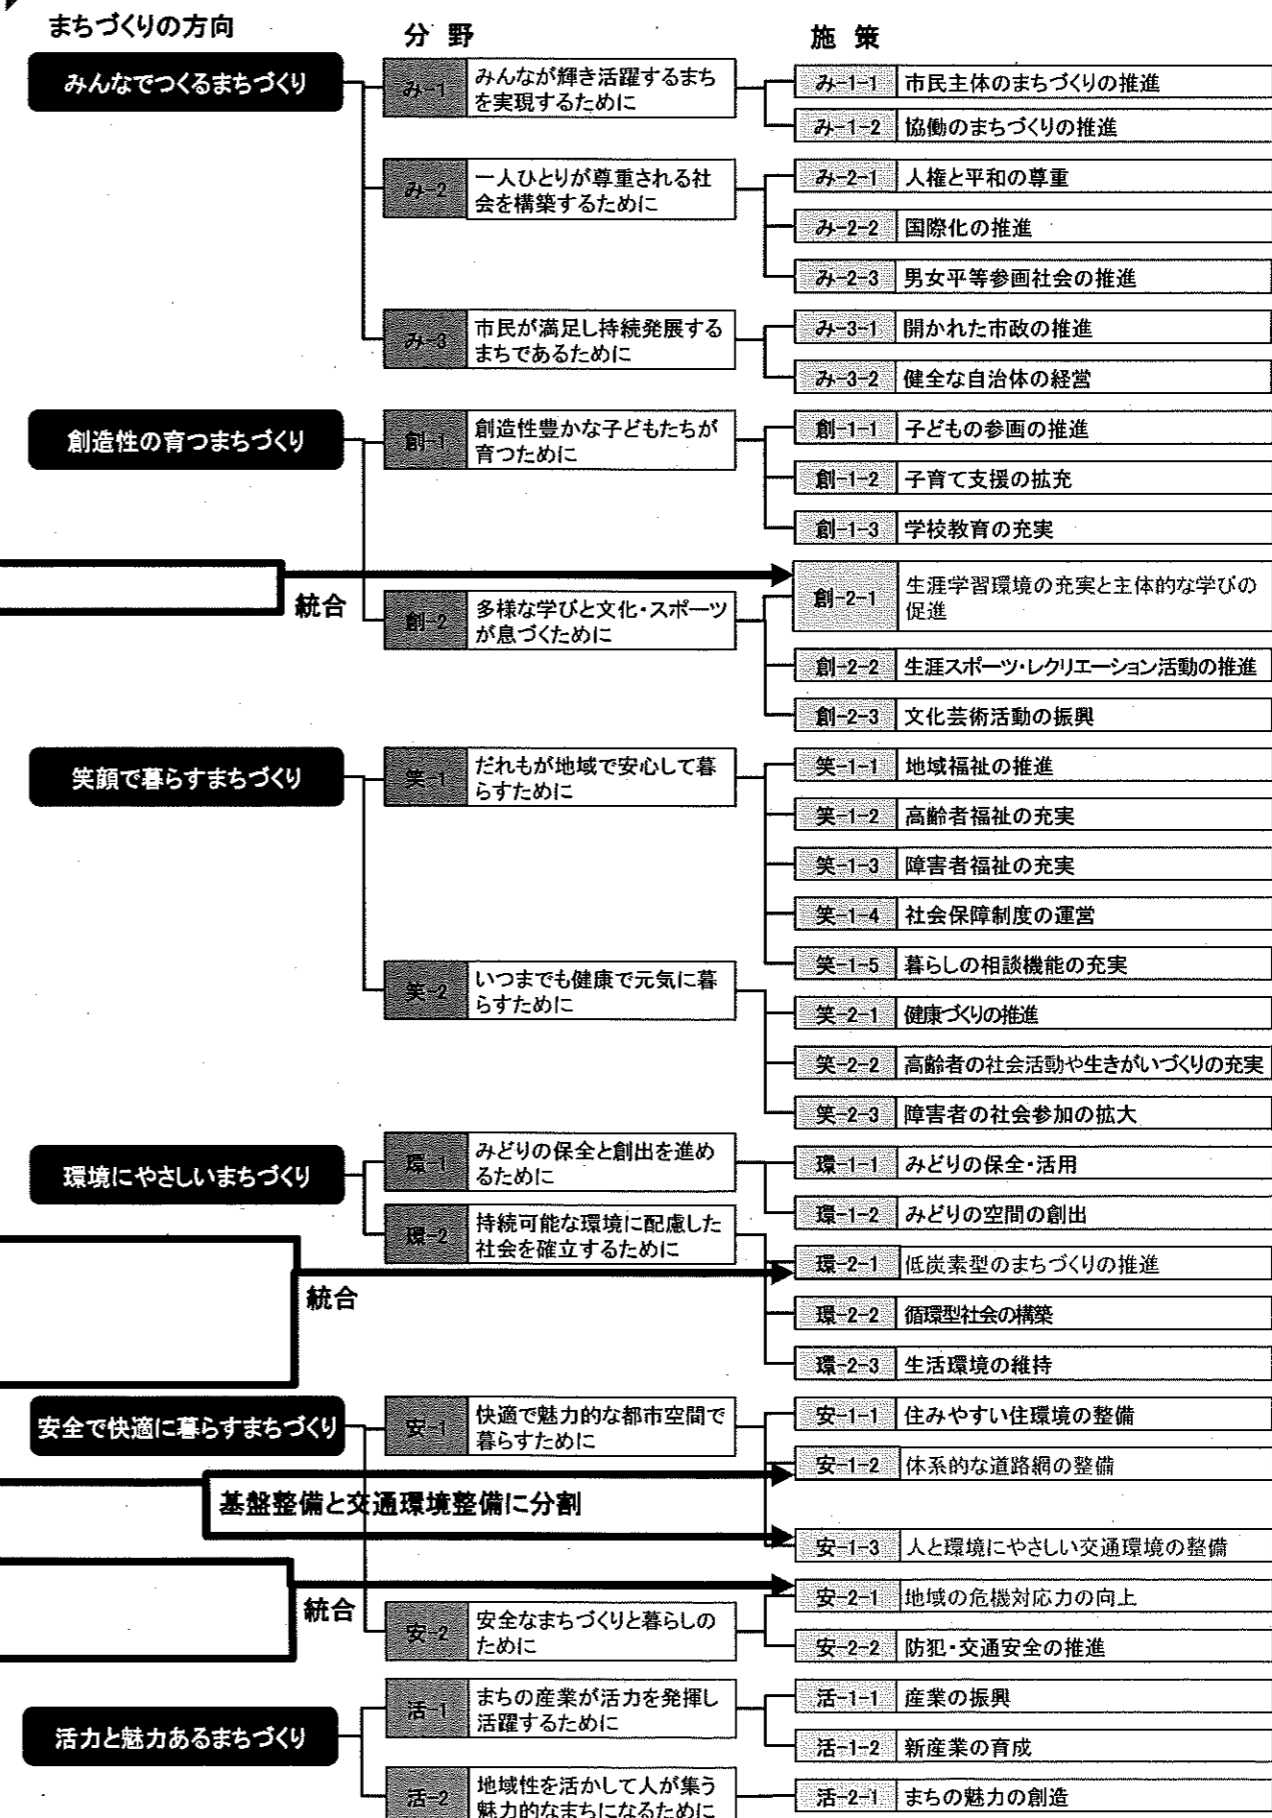 まちづくりの方向
分 野
施 策
みんなでつくるまちづくり
み-1
みんなが輝き活躍するまち
を実現するために
み-1-1 市民主体のまちづくりの推進
み-1-2 協働のまちづくりの推進
み-2
一人ひとりが尊重される社
会を構築するために
み-2-1 人権と平和の尊重
み-2-2 国際化の推進
み-2-3 男女平等参画社会の推進
み-3
市民が満足し持続発展する
まちであるために
み-3-1 開かれた市政の推進
み-3-2 健全な自治体の経営
創造性の育つまちづくり
創-1
創造性豊かな子どもたちが
育つために
創-1-1 子どもの参画の推進
創-1-2 子育て支援の拡充
創-1-3 学校教育の充実
統合
創-2
多様な学びと文化・スポーツ
が息づくために
創-2-1
生涯学習環境の充実と主体的な学びの
促進
創-2-2 生涯スポーツ・レクリエーション活動の推進
創-2-3 文化芸術活動の振興
笑顔で暮らすまちづくり
笑-1
だれもが地域で安心して暮
らすために
笑-1-1 地域福祉の推進
笑-1-2 高齢者福祉の充実
笑-1-3 障害者福祉の充実
笑-1-4 社会保障制度の運営
笑-1-5 暮らしの相談機能の充実
笑-2
いつまでも健康で元気に暮
らすために
笑-2-1 健康づくりの推進
笑-2-2 高齢者の社会活動や生きがいづくりの充実
笑-2-3 障害者の社会参加の拡大
環境にやさしいまちづくり
環-1
みどりの保全と創出を進め
るために
環-1-1 みどりの保全・活用
環-1-2 みどりの空間の創出
環-2
持続可能な環境に配慮した
社会を確立するために
統合
環-2-1 低炭素型のまちづくりの推進
環-2-2 循環型社会の構築
環-2-3 生活環境の維持
安全で快適に暮らすまちづくり
安-1
快適で魅力的な都市空間で
暮らすために
安-1-1 住みやすい住環境の整備
安-1-2 体系的な道路網の整備
基盤整備と交通環境整備に分割
安-1-3 人と環境にやさしい交通環境の整備
統合
安-2
安全なまちづくりと暮らしの
ために
安-2-1 地域の危機対応力の向上
安-2-2 防犯・交通安全の推進
活力と魅力あるまちづくり
活-1
まちの産業が活力を発揮し
活躍するために
活-1-1 産業の振興
活-1-2 新産業の育成
活-2
地域性を活かして人が集う
魅力的なまちになるために
活-2-1 まちの魅力の創造